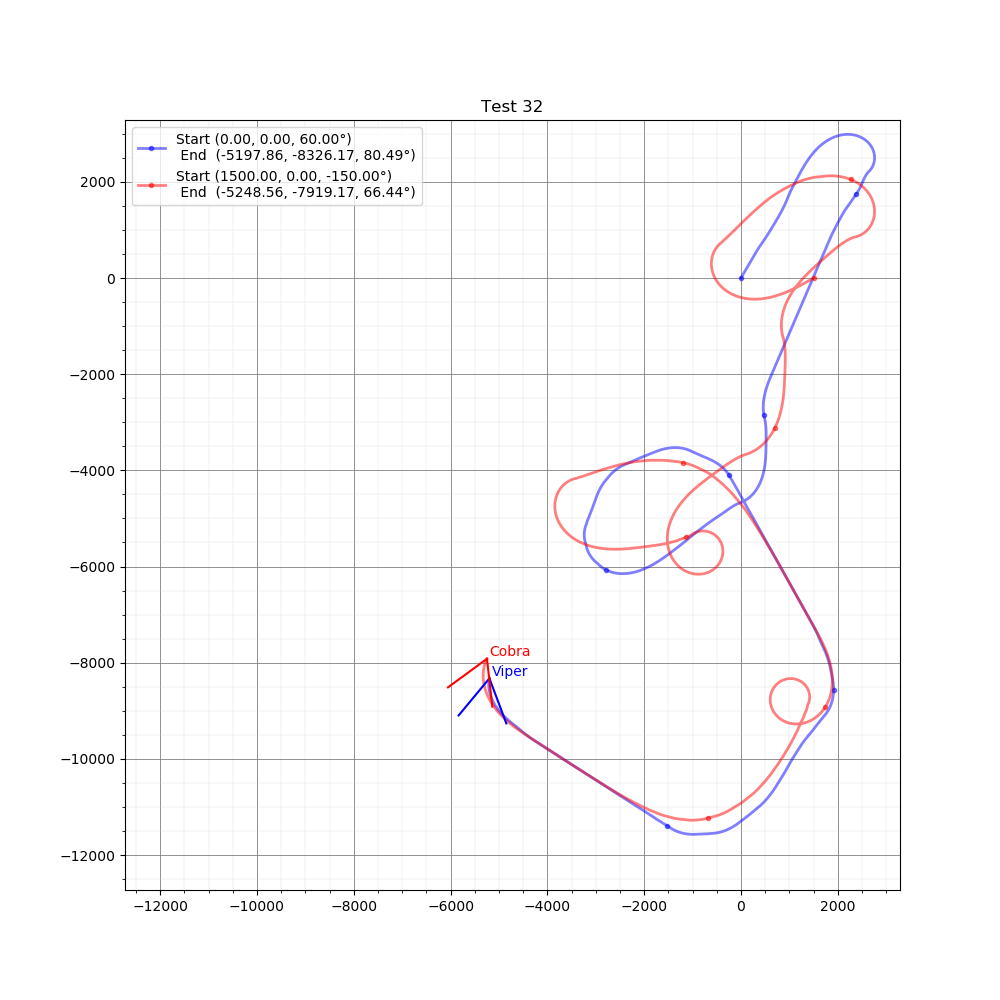 Test 32
Start (0.00, 0.00, 60.00°)
End (-5197.86, -8326.17, 80.49°)
Start (1500.00, 0.00, -150.00°)
End (-5248.56, -7919.17, 66.44°)
2000
0
−2000
−4000
−6000
−8000
−10000
−12000
Cobra
Viper
−12000 −10000 −8000 −6000 −4000 −2000 0 2000